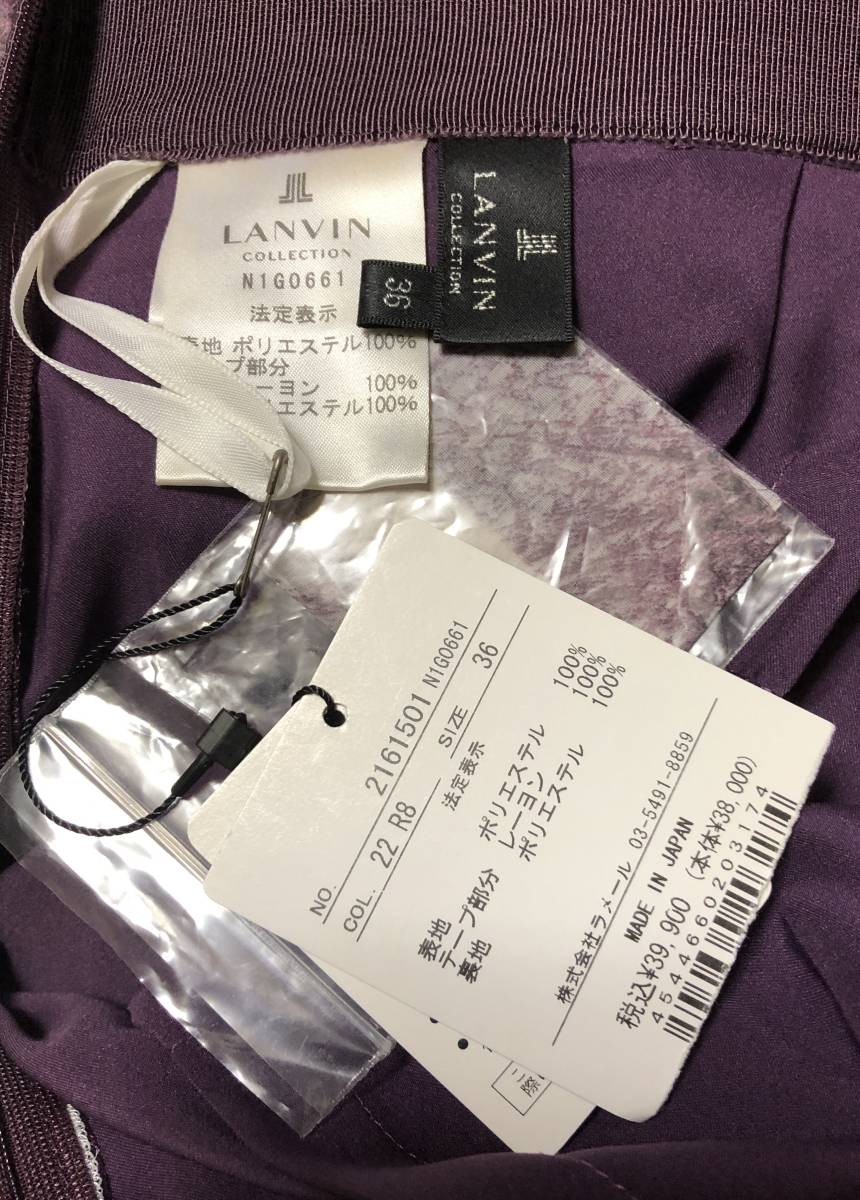 LANVIN
COLLECTION
N1G0661
法定表示
地 ポリエステル100%
プ部分
ーヨン 100%
エステル100%
LANVIN
COLLECTION
36
NO. 2161501 N1G0661
COL. 22 R8 SIZE 36
法定表示
表地 ポリエステル 100%
テープ部分 レーヨン 100%
裏地 ポリエステル 100%
株式会社ラメール 03-5491-8859
MADE IN JAPAN
税込¥39,900 (本体¥38,000)
4544660203174
際